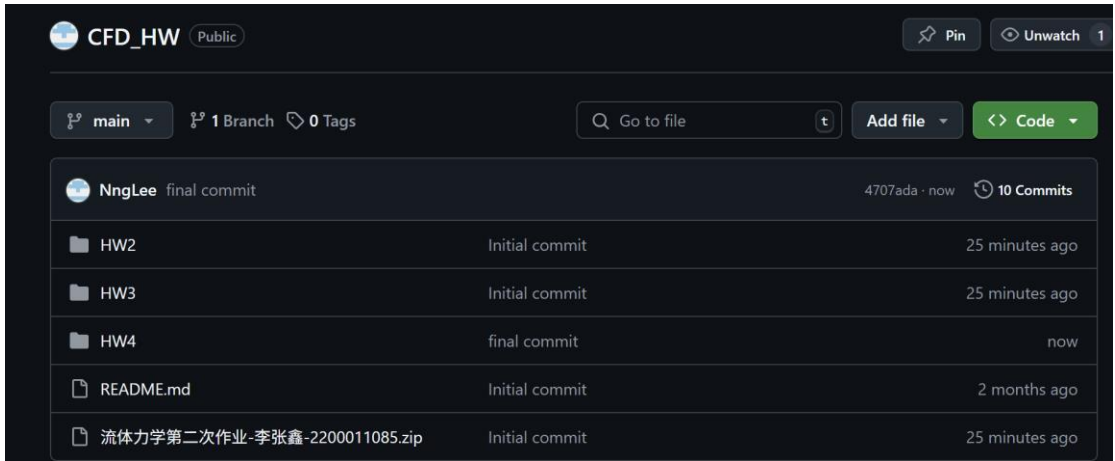 CFD_HW Public Pin Unwatch 1
main 1 Branch 0 Tags Go to file t Add file <> Code
NngLee final commit 4707ada · now 10 Commits
HW2 Initial commit 25 minutes ago
HW3 Initial commit 25 minutes ago
HW4 final commit now
README.md Initial commit 2 months ago
流体力学第二次作业-李张鑫-2200011085.zip Initial commit 25 minutes ago